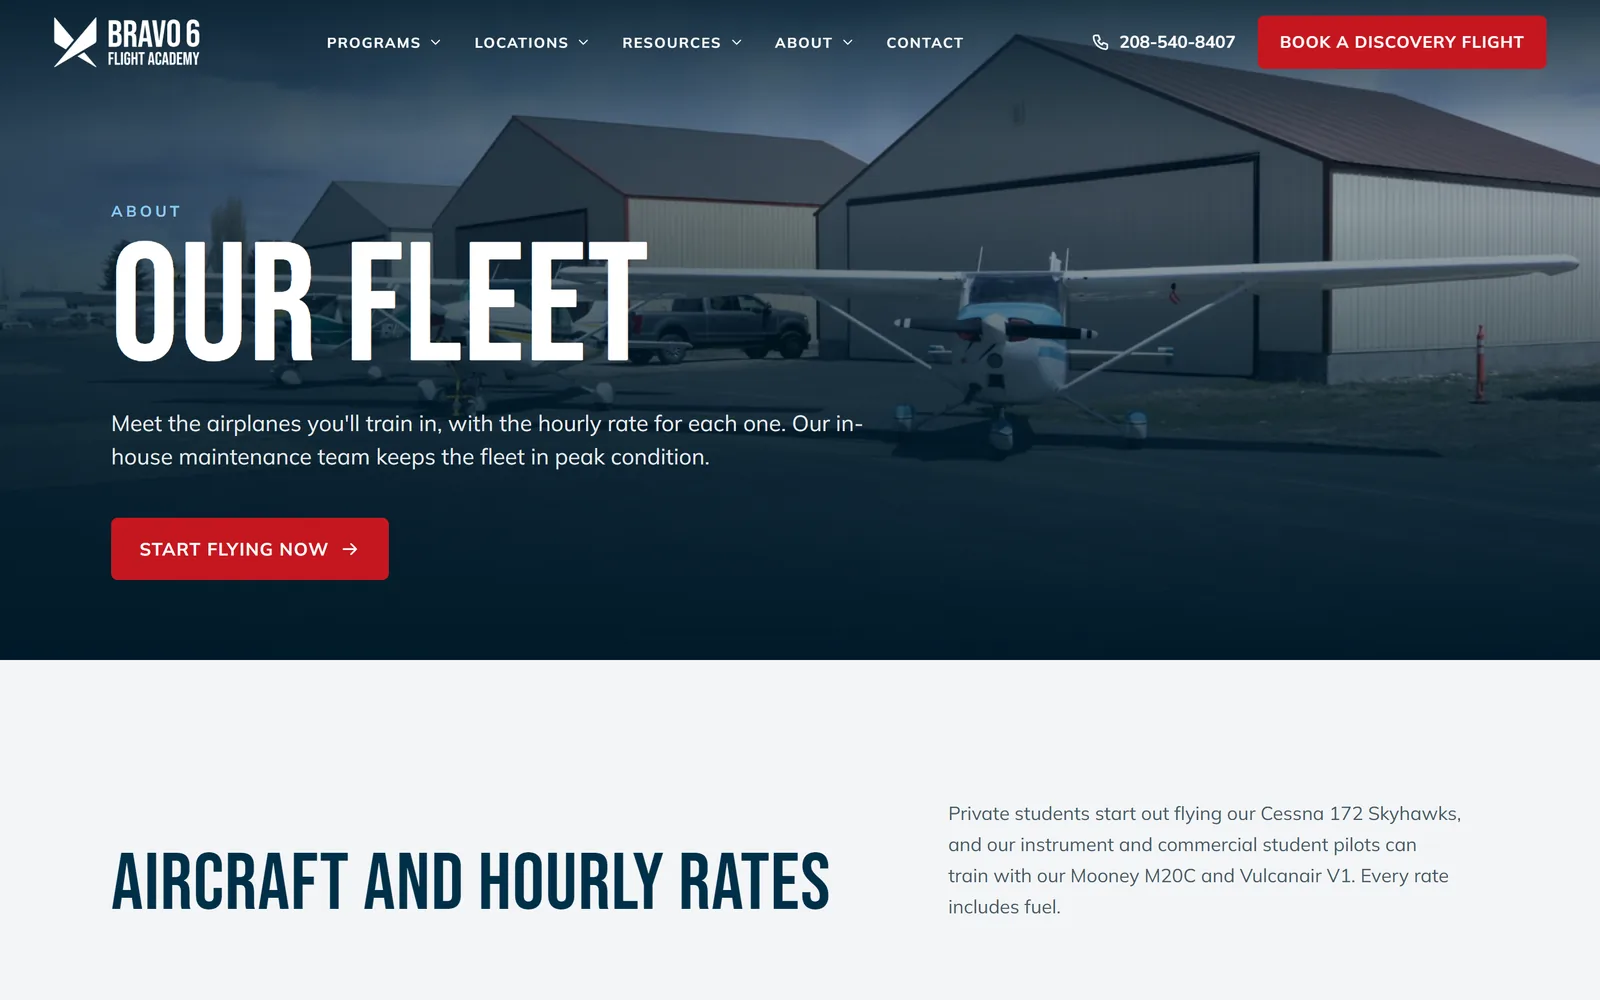 BRAVO 6
FLIGHT ACADEMY
PROGRAMS
LOCATIONS
RESOURCES
ABOUT
CONTACT
208-540-8407
BOOK A DISCOVERY FLIGHT
ABOUT
OUR FLEET
Meet the airplanes you'll train in, with the hourly rate for each one. Our in-
house maintenance team keeps the fleet in peak condition.
START FLYING NOW
AIRCRAFT AND HOURLY RATES
Private students start out flying our Cessna 172 Skyhawks,
and our instrument and commercial student pilots can
train with our Mooney M20C and Vulcanair V1. Every rate
includes fuel.